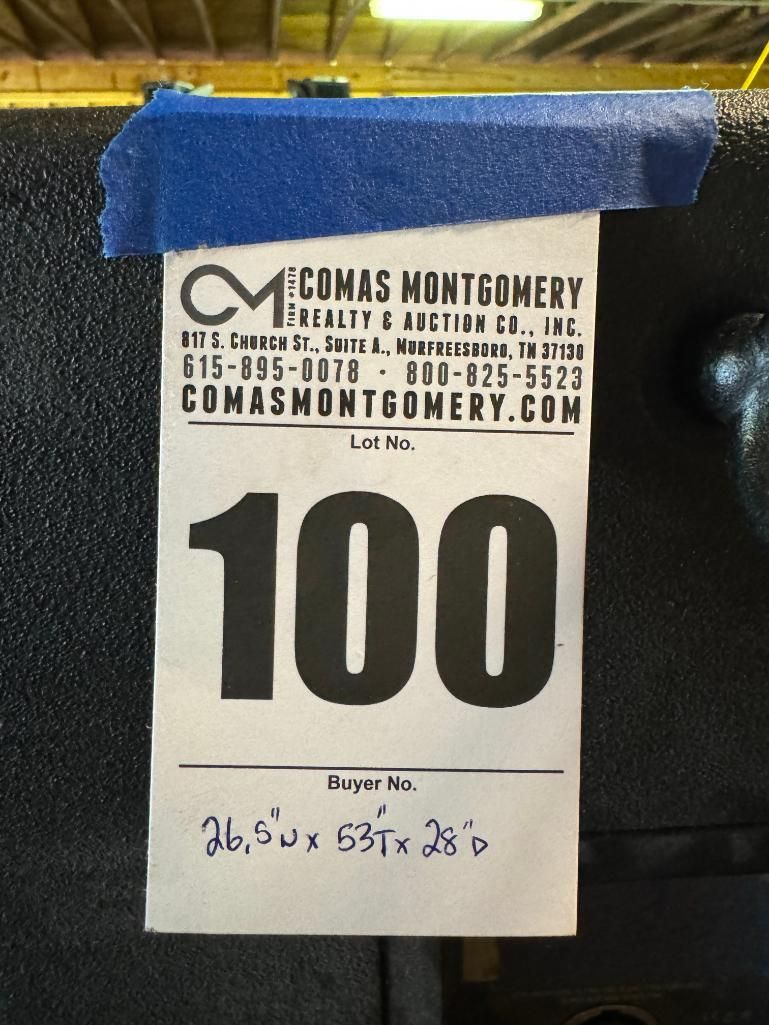 CM FIRM #1478 COMAS MONTGOMERY
REALTY & AUCTION CO., INC.
817 S. CHURCH ST., SUITE A., MURFREESBORO, TN 37130
615-895-0078 · 800-825-5523
COMASMONTGOMERY.COM
Lot No.
100
Buyer No.
26.5"W x 53"T x 28"D